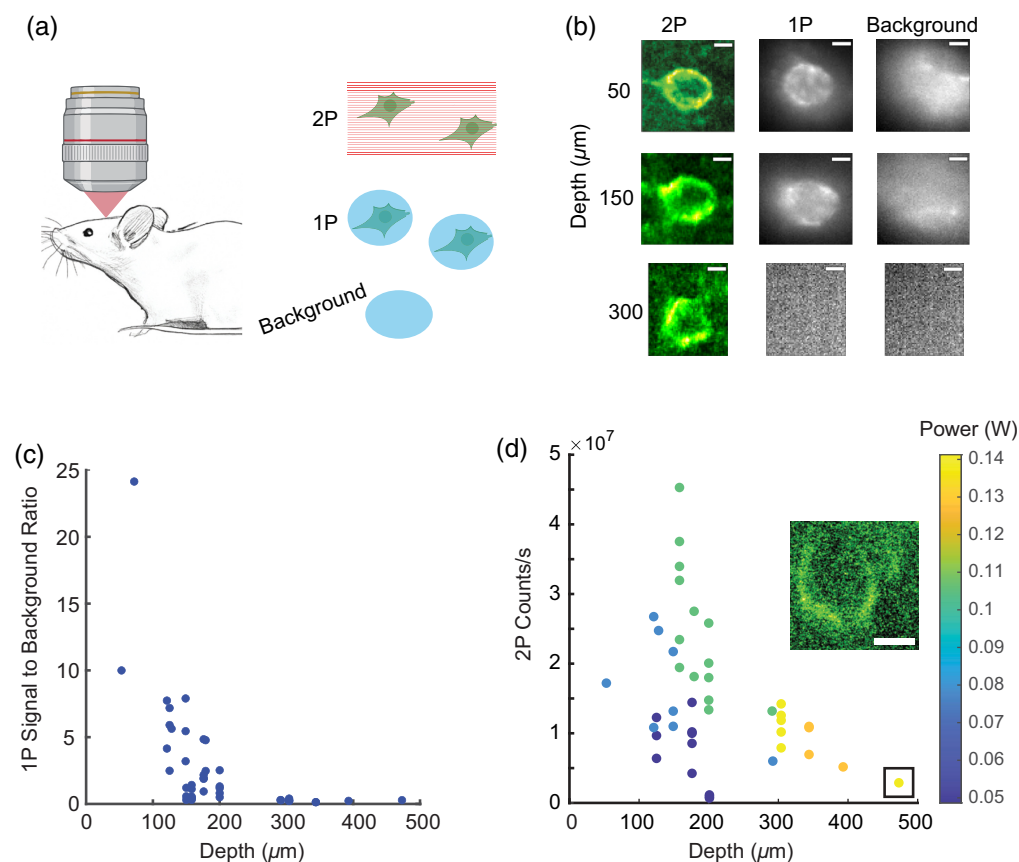 (a)
2P
1P
Background
(b)
2P 1P Background
Depth (µm)
50
150
300
(c)
1P Signal to Background Ratio
25
20
15
10
5
0
0 100 200 300 400 500
Depth (µm)
(d)
2P Counts/s
5 × 10⁷
4
3
2
1
0
0 100 200 300 400 500
Depth (µm)
Power (W)
0.14
0.13
0.12
0.11
0.1
0.09
0.08
0.07
0.06
0.05